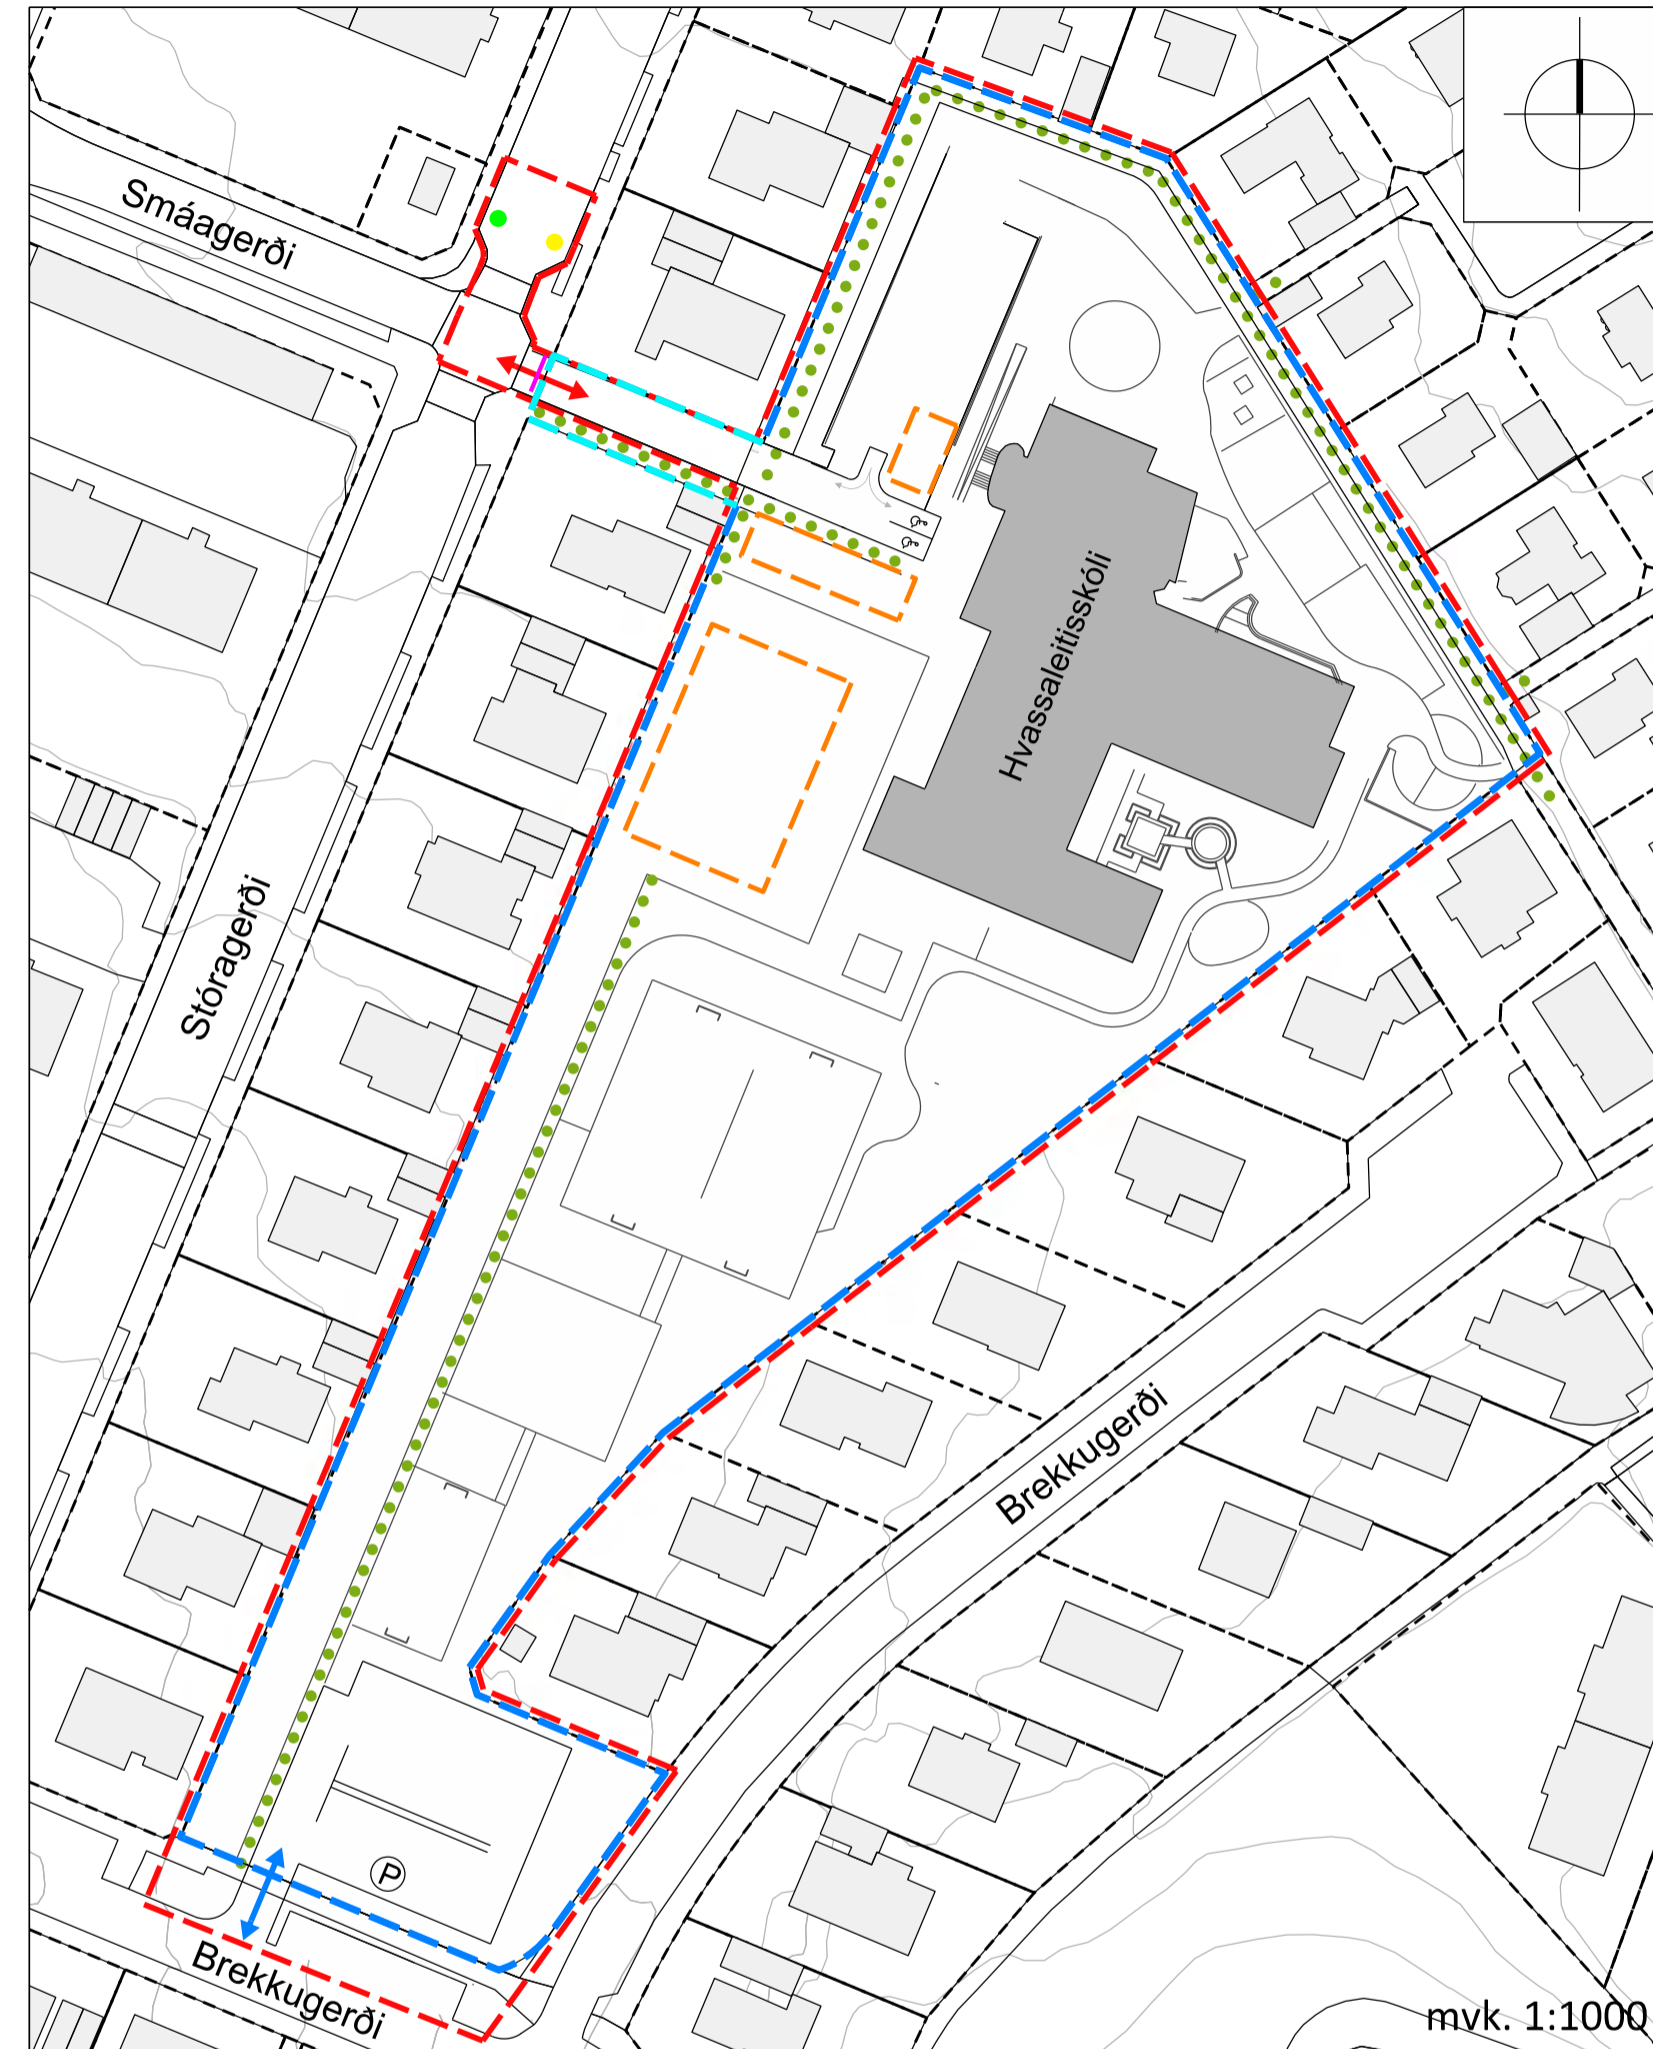 Smáagerði
Hvassaleitisskóli
Stóragerði
Brekkugerði
P
Brekkugerði
mvk. 1:1000